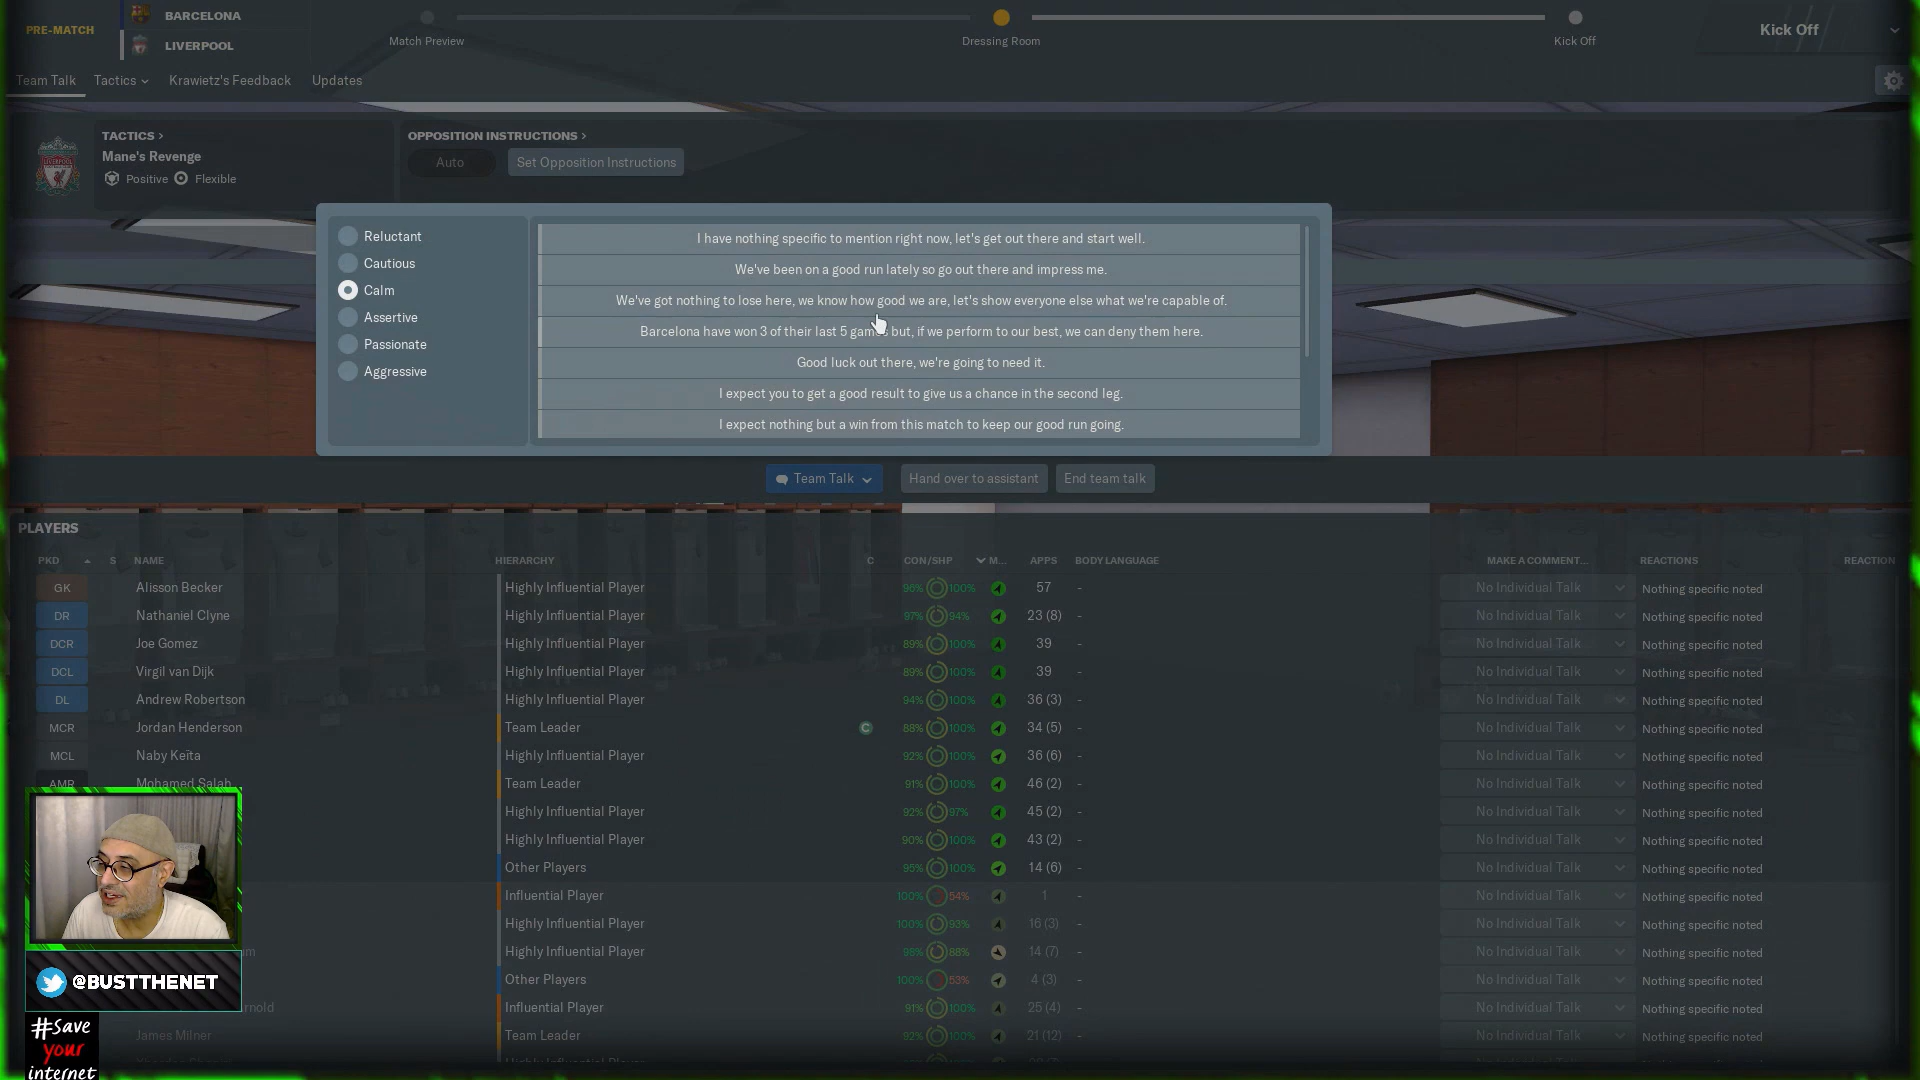 PRE-MATCH
BARCELONA
LIVERPOOL
Match Preview
Dressing Room
Kick Off
Kick Off
Team Talk
Tactics
Krawietz's Feedback
Updates
TACTICS >
Mane's Revenge
Positive
Flexible
OPPOSITION INSTRUCTIONS >
Auto
Set Opposition Instructions
Reluctant
Cautious
Calm
Assertive
Passionate
Aggressive
I have nothing specific to mention right now, let's get out there and start well.
We've been on a good run lately so go out there and impress me.
We've got nothing to lose here, we know how good we are, let's show everyone else what we're capable of.
Barcelona have won 3 of their last 5 games but, if we perform to our best, we can deny them here.
Good luck out there, we're going to need it.
I expect you to get a good result to give us a chance in the second leg.
I expect nothing but a win from this match to keep our good run going.
Team Talk
Hand over to assistant
End team talk
PLAYERS
PKD S NAME HIERARCHY C CON/SHP M... APPS BODY LANGUAGE MAKE A COMMENT... REACTIONS REACTION
GK Alisson Becker Highly Influential Player 96% 100% 57 - No Individual Talk Nothing specific noted
DR Nathaniel Clyne Highly Influential Player 97% 94% 23 (8) - No Individual Talk Nothing specific noted
DCR Joe Gomez Highly Influential Player 89% 100% 39 - No Individual Talk Nothing specific noted
DCL Virgil van Dijk Highly Influential Player 89% 100% 39 - No Individual Talk Nothing specific noted
DL Andrew Robertson Highly Influential Player 94% 100% 36 (3) - No Individual Talk Nothing specific noted
MCR Jordan Henderson Team Leader C 88% 100% 34 (5) - No Individual Talk Nothing specific noted
MCL Naby Keïta Highly Influential Player 92% 100% 36 (6) - No Individual Talk Nothing specific noted
AMR Mohamed Salah Team Leader 91% 100% 46 (2) - No Individual Talk Nothing specific noted
Highly Influential Player 92% 97% 45 (2) - No Individual Talk Nothing specific noted
Highly Influential Player 90% 100% 43 (2) - No Individual Talk Nothing specific noted
Other Players 95% 100% 14 (6) - No Individual Talk Nothing specific noted
Influential Player 100% 54% 1 - No Individual Talk Nothing specific noted
Highly Influential Player 100% 93% 16 (3) - No Individual Talk Nothing specific noted
Highly Influential Player 98% 88% 14 (7) - No Individual Talk Nothing specific noted
Other Players 100% 53% 4 (3) - No Individual Talk Nothing specific noted
rnold Influential Player 91% 100% 25 (4) - No Individual Talk Nothing specific noted
James Milner Team Leader 92% 100% 21 (12) - No Individual Talk Nothing specific noted
@BUSTTHENET
#Save
your
internet